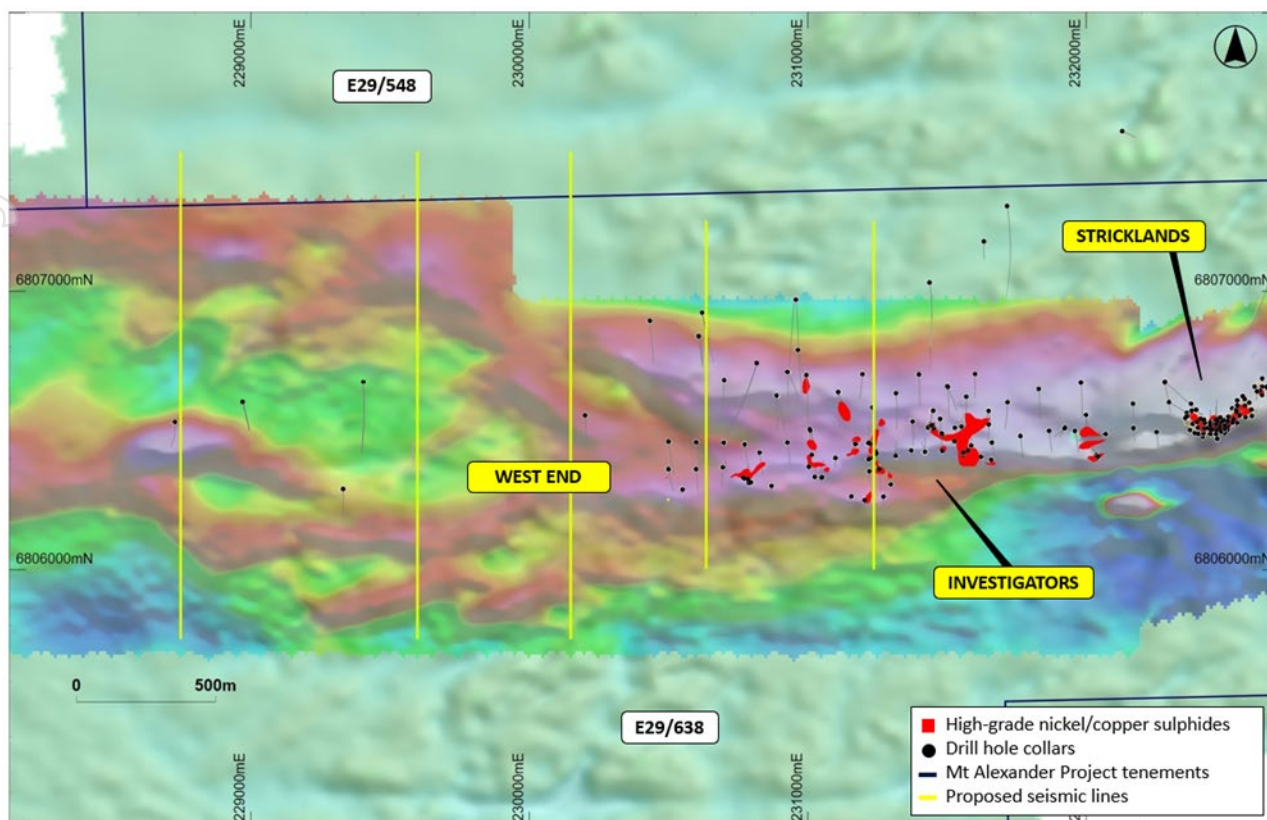 229000mE
230000mE
231000mE
232000mE
E29/548
STRICKLANDS
6807000mN
6807000mN
WEST END
6806000mN
6806000mN
INVESTIGATORS
0
500m
E29/638
229000mE
230000mE
231000mE
High-grade nickel/copper sulphides
Drill hole collars
Mt Alexander Project tenements
Proposed seismic lines